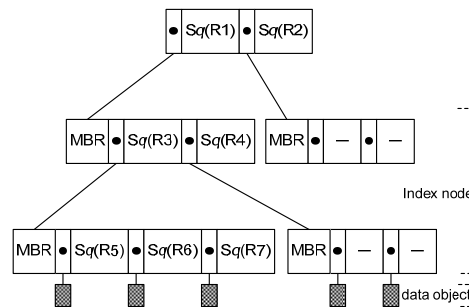 ● Sq(R1) ● Sq(R2)
MBR ● Sq(R3) ● Sq(R4) MBR ● – ● –
Index node
MBR ● Sq(R5) ● Sq(R6) ● Sq(R7) MBR ● – ● –
data object